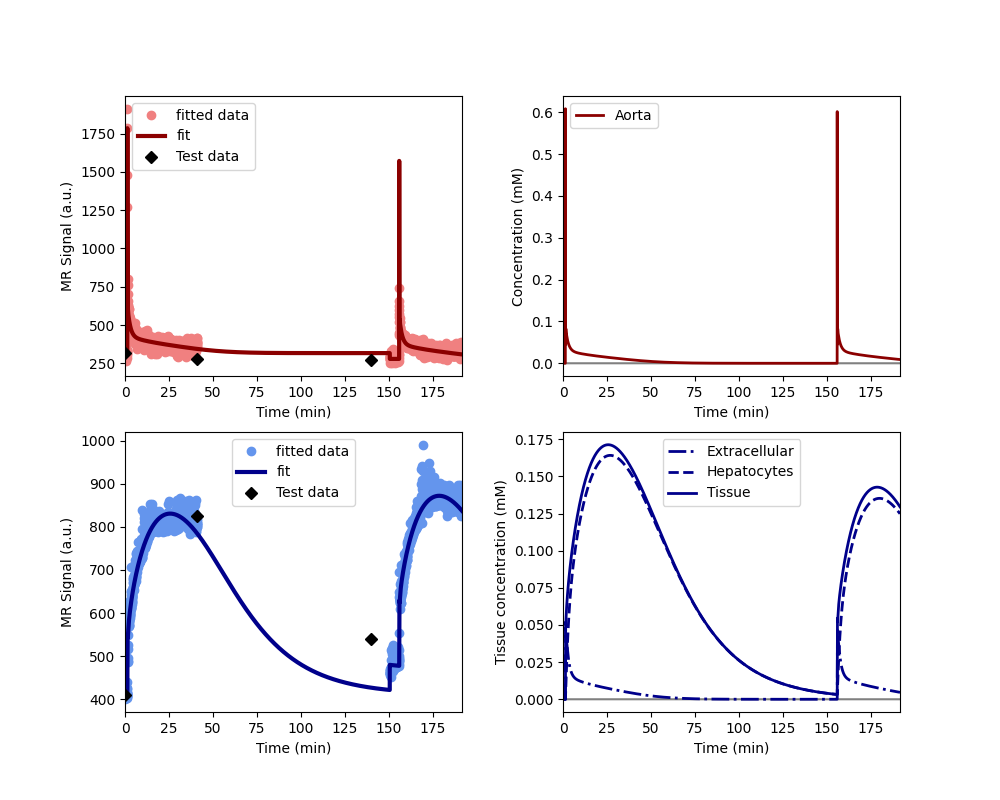 MR Signal (a.u.)
1750
1500
1250
1000
750
500
250
fitted data
fit
Test data
0 25 50 75 100 125 150 175
Time (min)
Concentration (mM)
0.6
0.5
0.4
0.3
0.2
0.1
0.0
Aorta
0 25 50 75 100 125 150 175
Time (min)
MR Signal (a.u.)
1000
900
800
700
600
500
400
fitted data
fit
Test data
0 25 50 75 100 125 150 175
Time (min)
Tissue concentration (mM)
0.175
0.150
0.125
0.100
0.075
0.050
0.025
0.000
Extracellular
Hepatocytes
Tissue
0 25 50 75 100 125 150 175
Time (min)